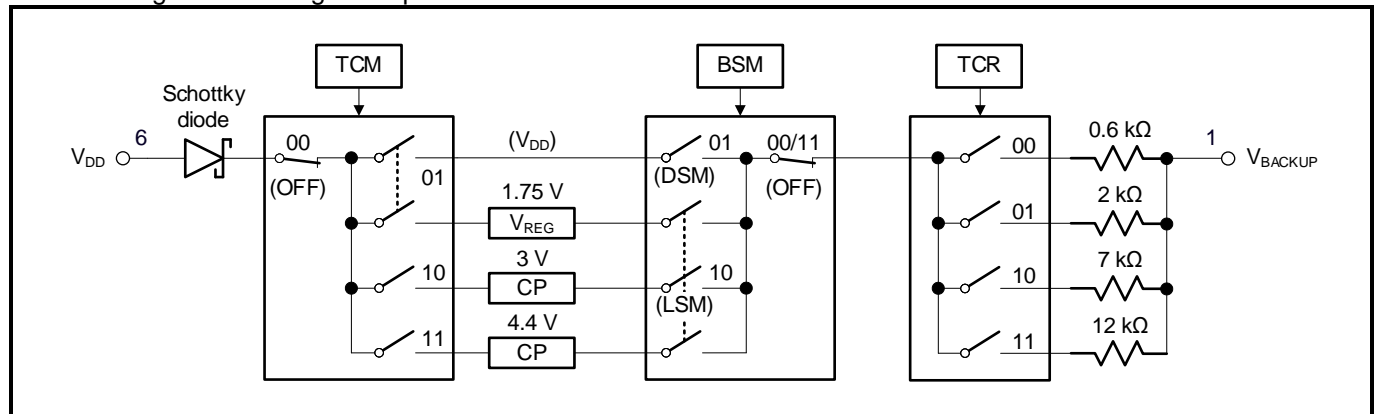 TCM
BSM
TCR
Schottky
diode
V_DD
6
00
(OFF)
01
10
11
(V_DD)
1.75 V
V_REG
3 V
CP
4.4 V
CP
01
(DSM)
00/11
(OFF)
10
(LSM)
00
01
10
11
0.6 kΩ
2 kΩ
7 kΩ
12 kΩ
1
V_BACKUP